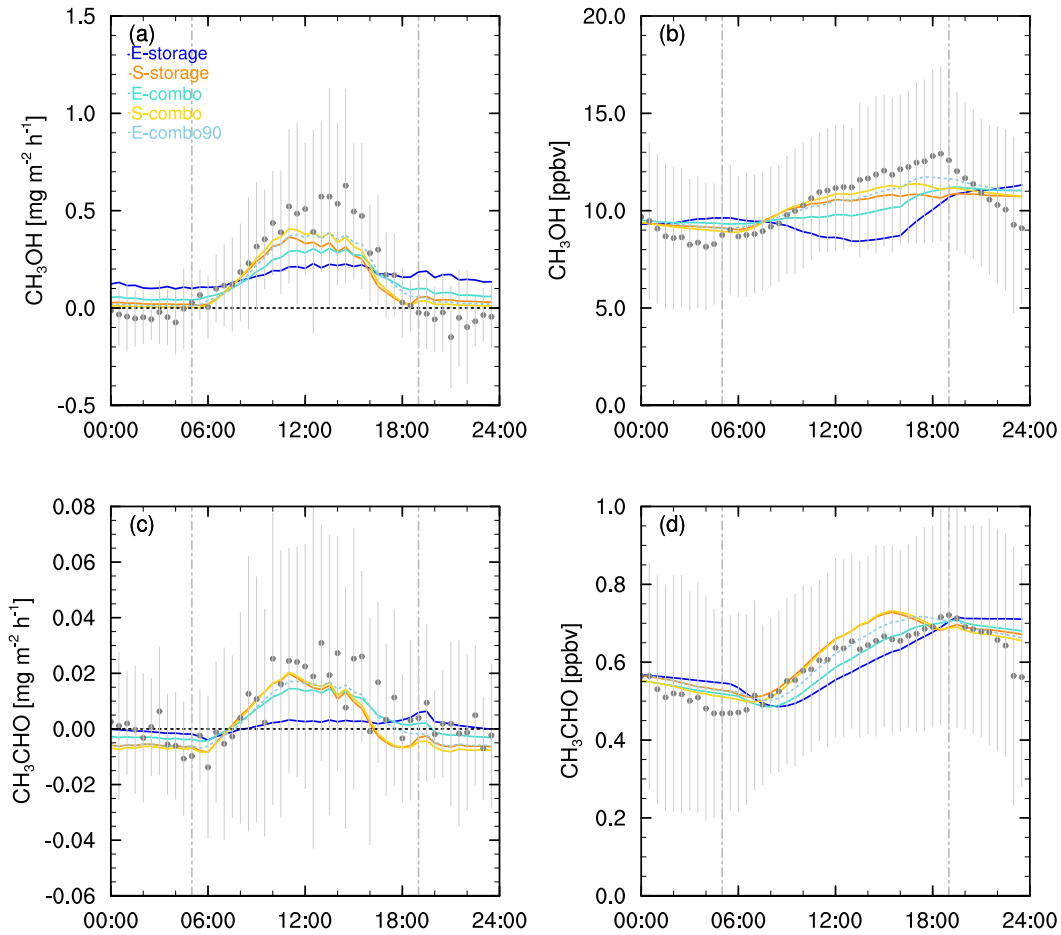 (a)
E-storage
S-storage
E-combo
S-combo
E-combo90
CH₃OH [mg m⁻² h⁻¹]
1.5
1.0
0.5
0.0
-0.5
00:00 06:00 12:00 18:00 24:00
(b)
CH₃OH [ppbv]
20.0
15.0
10.0
5.0
0.0
00:00 06:00 12:00 18:00 24:00
(c)
CH₃CHO [mg m⁻² h⁻¹]
0.08
0.06
0.04
0.02
0.00
-0.02
-0.04
-0.06
00:00 06:00 12:00 18:00 24:00
(d)
CH₃CHO [ppbv]
1.0
0.8
0.6
0.4
0.2
0.0
00:00 06:00 12:00 18:00 24:00